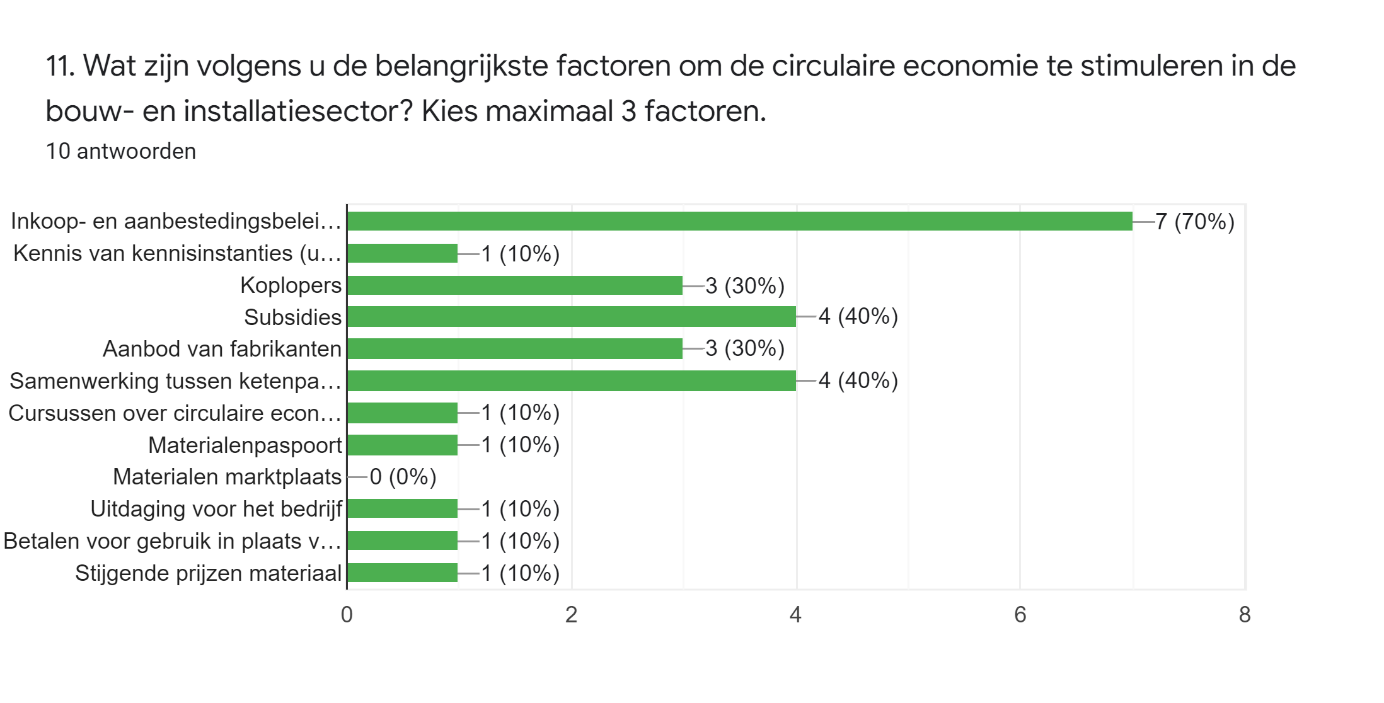 11. Wat zijn volgens u de belangrijkste factoren om de circulaire economie te stimuleren in de
bouw- en installatiesector? Kies maximaal 3 factoren.
10 antwoorden
Inkoop- en aanbestedingsbelei… 7 (70%)
Kennis van kennisinstanties (u… 1 (10%)
Koplopers 3 (30%)
Subsidies 4 (40%)
Aanbod van fabrikanten 3 (30%)
Samenwerking tussen ketenpa… 4 (40%)
Cursussen over circulaire econ… 1 (10%)
Materialenpaspoort 1 (10%)
Materialen marktplaats 0 (0%)
Uitdaging voor het bedrijf 1 (10%)
Betalen voor gebruik in plaats v… 1 (10%)
Stijgende prijzen materiaal 1 (10%)
0 2 4 6 8